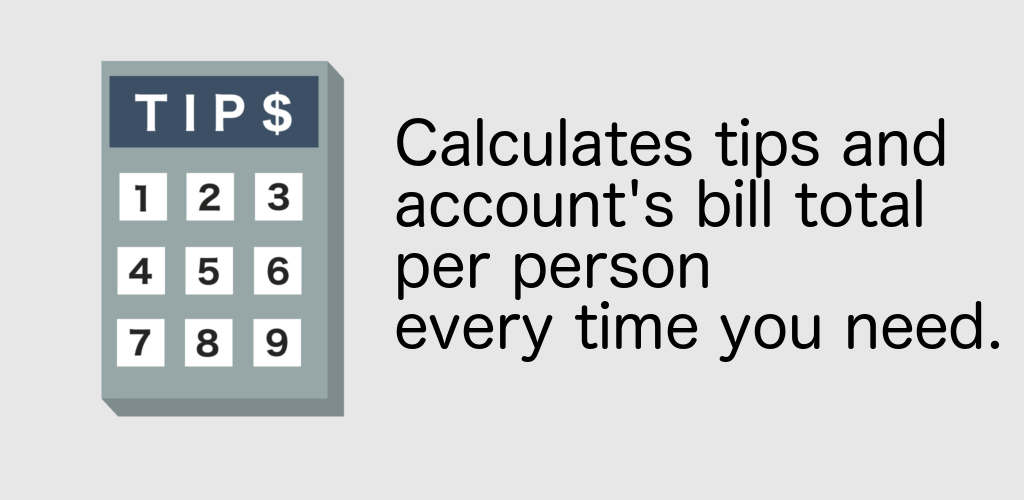 TIP$
1 2 3
4 5 6
7 8 9
Calculates tips and
account's bill total
per person
every time you need.